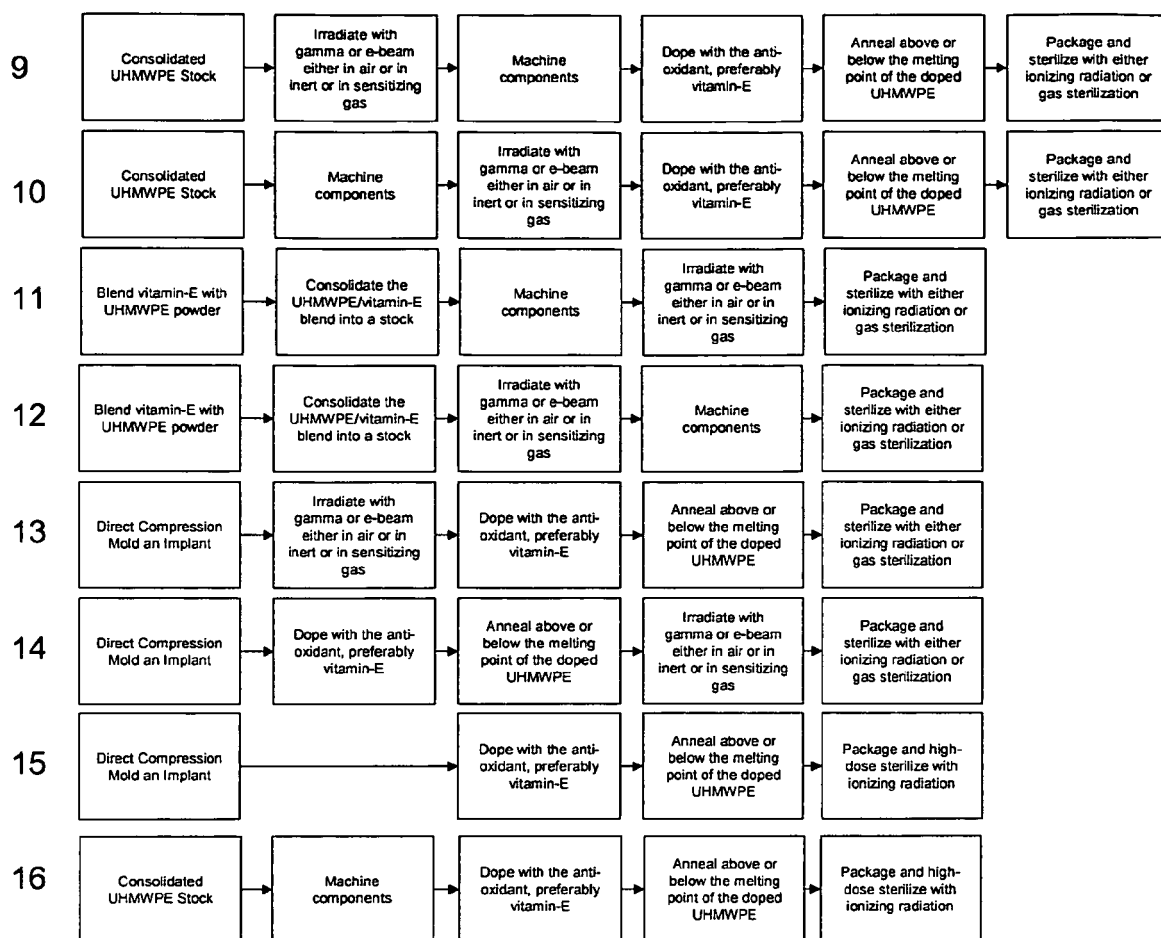 9
Consolidated
UHMWPE Stock
Irradiate with
gamma or e-beam
either in air or in
inert or in sensitizing
gas
Machine
components
Dope with the anti-
oxidant, preferably
vitamin-E
Anneal above or
below the melting
point of the doped
UHMWPE
Package and
sterilize with either
ionizing radiation or
gas sterilization
10
Consolidated
UHMWPE Stock
Machine
components
Irradiate with
gamma or e-beam
either in air or in
inert or in sensitizing
gas
Dope with the anti-
oxidant, preferably
vitamin-E
Anneal above or
below the melting
point of the doped
UHMWPE
Package and
sterilize with either
ionizing radiation or
gas sterilization
11
Blend vitamin-E with
UHMWPE powder
Consolidate the
UHMWPE/vitamin-E
blend into a stock
Machine
components
Irradiate with
gamma or e-beam
either in air or in
inert or in sensitizing
gas
Package and
sterilize with either
ionizing radiation or
gas sterilization
12
Blend vitamin-E with
UHMWPE powder
Consolidate the
UHMWPE/vitamin-E
blend into a stock
Irradiate with
gamma or e-beam
either in air or in
inert or in sensitizing
gas
Machine
components
Package and
sterilize with either
ionizing radiation or
gas sterilization
13
Direct Compression
Mold an Implant
Irradiate with
gamma or e-beam
either in air or in
inert or in sensitizing
gas
Dope with the anti-
oxidant, preferably
vitamin-E
Anneal above or
below the melting
point of the doped
UHMWPE
Package and
sterilize with either
ionizing radiation or
gas sterilization
14
Direct Compression
Mold an Implant
Dope with the anti-
oxidant, preferably
vitamin-E
Anneal above or
below the melting
point of the doped
UHMWPE
Irradiate with
gamma or e-beam
either in air or in
inert or in sensitizing
gas
Package and
sterilize with either
ionizing radiation or
gas sterilization
15
Direct Compression
Mold an Implant
Dope with the anti-
oxidant, preferably
vitamin-E
Anneal above or
below the melting
point of the doped
UHMWPE
Package and high-
dose sterilize with
ionizing radiation
16
Consolidated
UHMWPE Stock
Machine
components
Dope with the anti-
oxidant, preferably
vitamin-E
Anneal above or
below the melting
point of the doped
UHMWPE
Package and high-
dose sterilize with
ionizing radiation